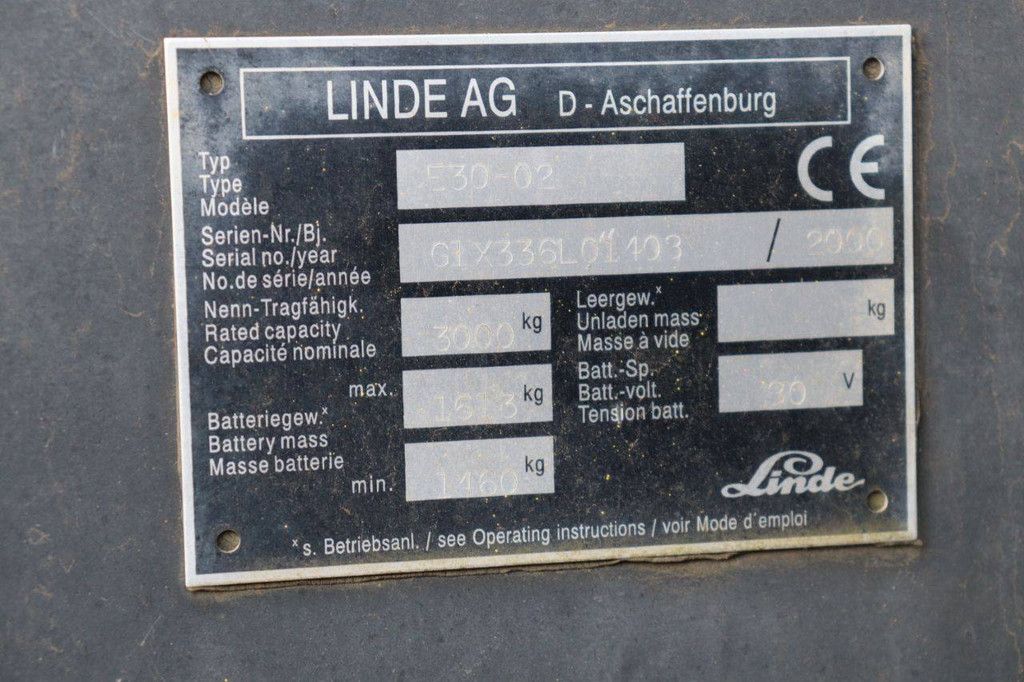 LINDE AG D - Aschaffenburg
Typ
Type E30-02 CE
Modèle
Serien-Nr./Bj.
Serial no./year / 2000
No.de série/année
Nenn-Tragfähigk.
Rated capacity 3000 kg
Capacité nominale
Leergew.x
Unladen mass kg
Masse à vide
max. 1613 kg
Batteriegew.x
Battery mass
Masse batterie
min. 1460 kg
Batt.-Sp.
Batt.-volt. V
Tension batt.
Linde
x s. Betriebsanl. / see Operating instructions / voir Mode d'emploi